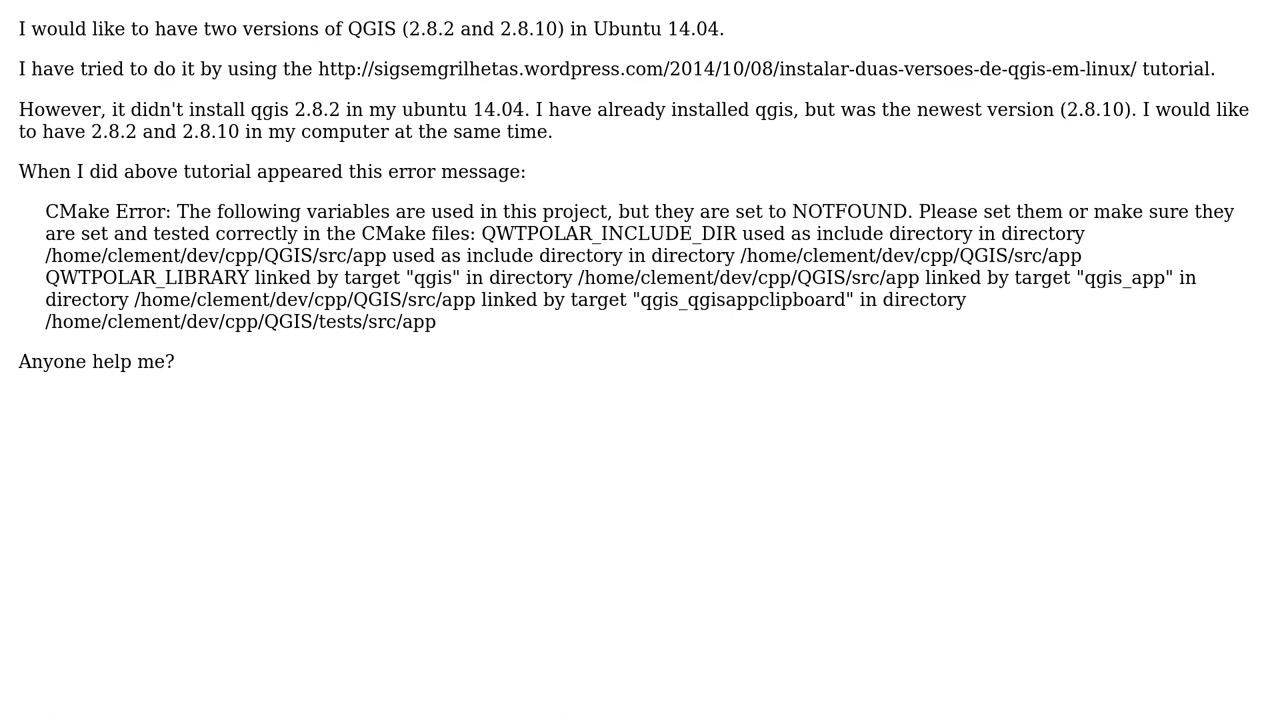 I would like to have two versions of QGIS (2.8.2 and 2.8.10) in Ubuntu 14.04.
I have tried to do it by using the http://sigsemgrilhetas.wordpress.com/2014/10/08/instalar-duas-versoes-de-qgis-em-linux/ tutorial.
However, it didn't install qgis 2.8.2 in my ubuntu 14.04. I have already installed qgis, but was the newest version (2.8.10). I would like
to have 2.8.2 and 2.8.10 in my computer at the same time.
When I did above tutorial appeared this error message:
CMake Error: The following variables are used in this project, but they are set to NOTFOUND. Please set them or make sure they
are set and tested correctly in the CMake files: QWTPOLAR_INCLUDE_DIR used as include directory in directory
/home/clement/dev/cpp/QGIS/src/app used as include directory in directory /home/clement/dev/cpp/QGIS/src/app
QWTPOLAR_LIBRARY linked by target "qgis" in directory /home/clement/dev/cpp/QGIS/src/app linked by target "qgis_app" in
directory /home/clement/dev/cpp/QGIS/src/app linked by target "qgis_qgisappclipboard" in directory
/home/clement/dev/cpp/QGIS/tests/src/app
Anyone help me?